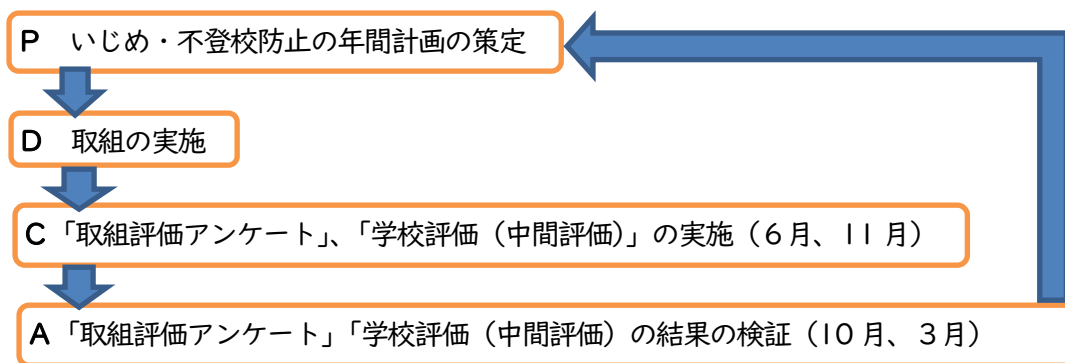 P　いじめ・不登校防止の年間計画の策定
D　取組の実施
C「取組評価アンケート」、「学校評価（中間評価）」の実施（６月、11 月）
A「取組評価アンケート」「学校評価（中間評価）の結果の検証（10 月、３月）